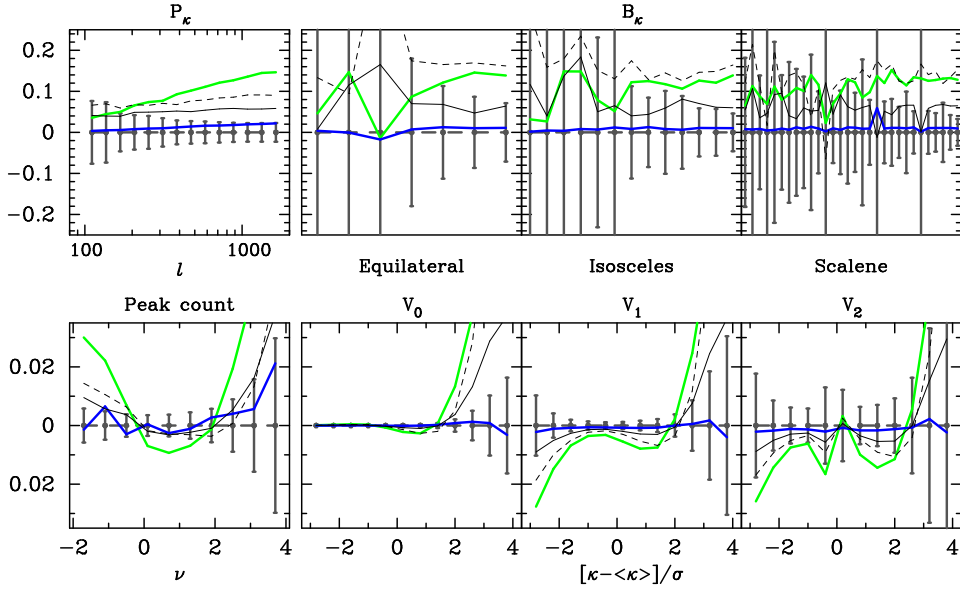 P_κ B_κ
0.2
0.1
0
−0.1
−0.2
100 1000
l Equilateral Isosceles Scalene
Peak count V_0 V_1 V_2
0.02
0
0.02
−2 0 2 4 −2 0 2 4 −2 0 2 4 −2 0 2 4
ν [κ−<κ>]/σ